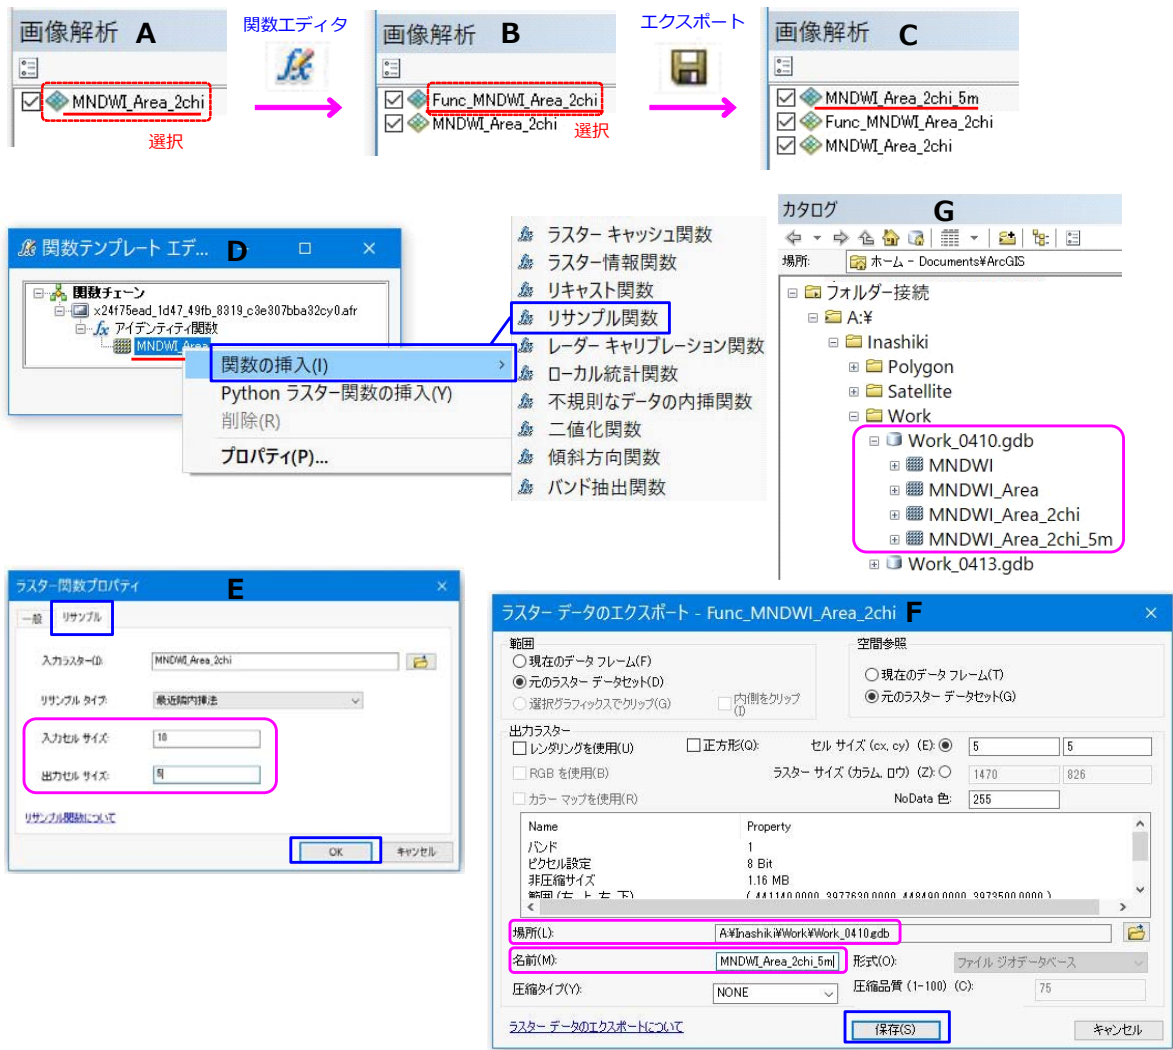 画像解析 A
MNDWI_Area_2chi
選択
関数エディタ
画像解析 B
Func_MNDWI_Area_2chi
MNDWI_Area_2chi
選択
エクスポート
画像解析 C
MNDWI_Area_2chi_5m
Func_MNDWI_Area_2chi
MNDWI_Area_2chi
関数テンプレート エデ... D
関数チェーン
x24f75ead_1d47_49fb_8319_c3e307bba32cy0.afr
アイデンティティ関数
MNDWI_Area
関数の挿入(I)
Python ラスター関数の挿入(Y)
削除(R)
プロパティ(P)...
ラスター キャッシュ関数
ラスター情報関数
リキャスト関数
リサンプル関数
レーダー キャリブレーション関数
ローカル統計関数
不規則なデータの内挿関数
二値化関数
傾斜方向関数
バンド抽出関数
カタログ G
場所: ホーム - Documents¥ArcGIS
フォルダー接続
A:¥
Inashiki
Polygon
Satellite
Work
Work_0410.gdb
MNDWI
MNDWI_Area
MNDWI_Area_2chi
MNDWI_Area_2chi_5m
Work_0413.gdb
ラスター関数プロパティ E
一般 リサンプル
入力ラスター(I): MNDWI_Area_2chi
リサンプル タイプ: 最近隣内挿法
入力セル サイズ: 10
出力セル サイズ: 5
リサンプル関数について
OK キャンセル
ラスター データのエクスポート - Func_MNDWI_Area_2chi F
範囲
現在のデータ フレーム(F)
元のラスター データセット(D)
選択グラフィックスでクリップ(G) 内側をクリップ(I)
空間参照
現在のデータ フレーム(T)
元のラスター データセット(G)
出力ラスター
レンダリングを使用(U) 正方形(Q): セル サイズ (cx, cy) (E): 5 5
RGB を使用(B) ラスター サイズ (カラム, ロウ) (Z): 1470 826
カラー マップを使用(R) NoData 色: 255
Name Property
バンド 1
ピクセル設定 8 Bit
非圧縮サイズ 1.16 MB
範囲 (左, 上, 右, 下) ( 441140.0000, 3977630.0000, 448490.0000, 3973500.0000 )
場所(L): A:¥Inashiki¥Work¥Work_0410.gdb
名前(M): MNDWI_Area_2chi_5m 形式(O): ファイル ジオデータベース
圧縮タイプ(Y): NONE 圧縮品質 (1-100) (C): 75
ラスター データのエクスポートについて
保存(S) キャンセル